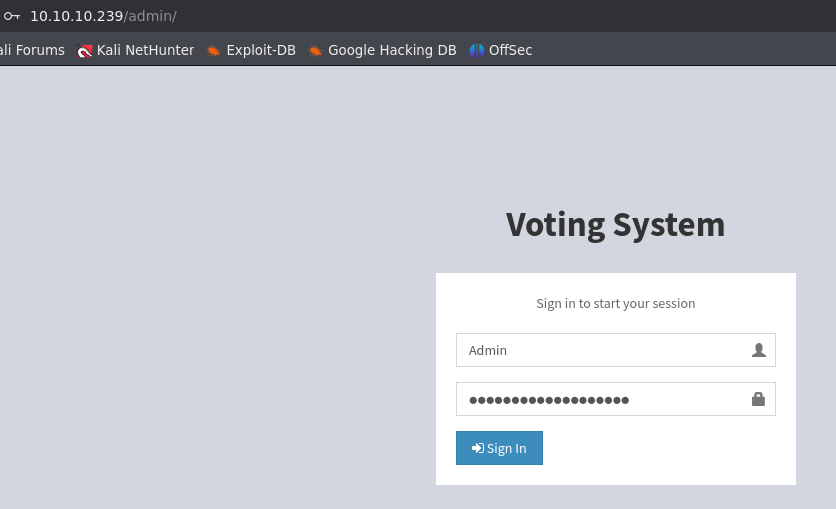 10.10.10.239/admin/
ali Forums Kali NetHunter Exploit-DB Google Hacking DB OffSec
Voting System
Sign in to start your session
Admin
●●●●●●●●●●●●●●●●●●●
Sign In